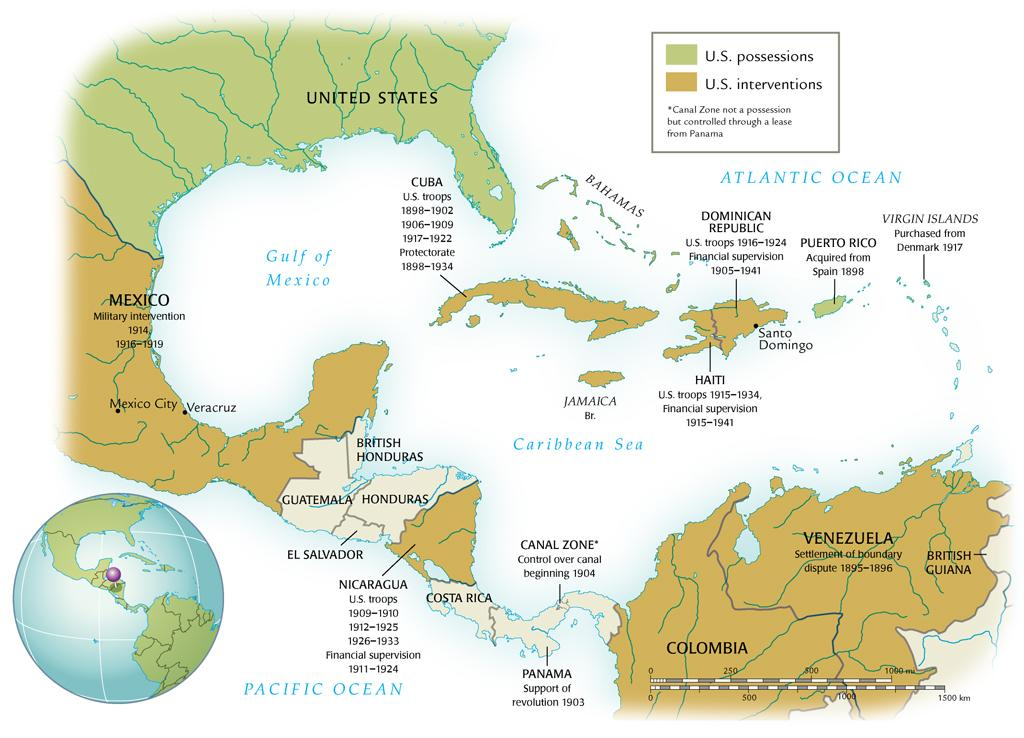 U.S. possessions
U.S. interventions
*Canal Zone not a possession
but controlled through a lease
from Panama
UNITED STATES
ATLANTIC OCEAN
BAHAMAS
CUBA
U.S. troops
1898–1902
1906–1909
1917–1922
Protectorate
1898–1934
DOMINICAN
REPUBLIC
U.S. troops 1916–1924
Financial supervision
1905–1941
PUERTO RICO
Acquired from
Spain 1898
VIRGIN ISLANDS
Purchased from
Denmark 1917
Gulf of
Mexico
MEXICO
Military intervention
1914
1916–1919
Santo
Domingo
HAITI
U.S. troops 1915–1934,
Financial supervision
1915–1941
JAMAICA
Br.
Mexico City
Veracruz
Caribbean Sea
BRITISH
HONDURAS
GUATEMALA
HONDURAS
EL SALVADOR
NICARAGUA
U.S. troops
1909–1910
1912–1925
1926–1933
Financial supervision
1911–1924
COSTA RICA
CANAL ZONE*
Control over canal
beginning 1904
PANAMA
Support of
revolution 1903
VENEZUELA
Settlement of boundary
dispute 1895–1896
BRITISH
GUIANA
COLOMBIA
PACIFIC OCEAN
0 250 500 1000 mi
0 500 1000 1500 km